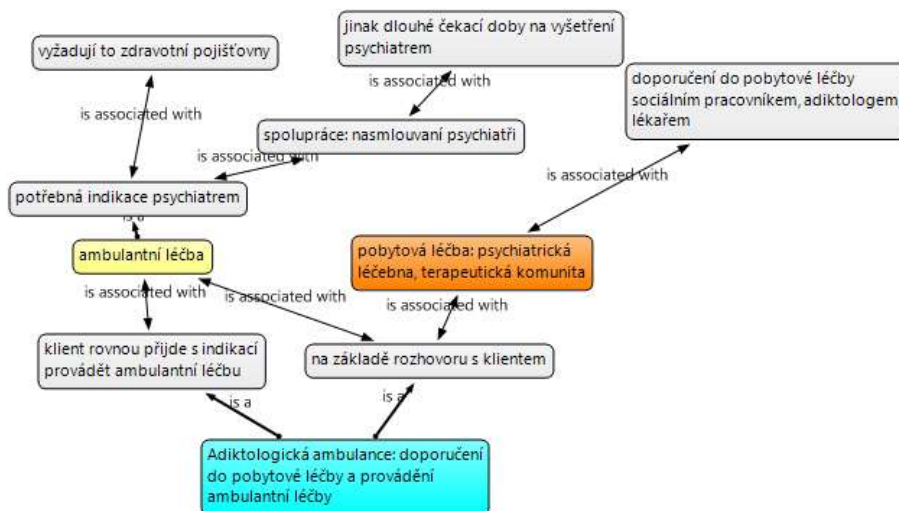 jinak dlouhé čekací doby na vyšetření
psychiatrem
vyžadují to zdravotní pojišťovny
is associated with
doporučení do pobytové léčby
sociálním pracovníkem, adiktologem,
lékařem
is associated with
spolupráce: nasmlouvaní psychiatři
is associated with
is associated with
potřebná indikace psychiatrem
is a
ambulantní léčba
pobytová léčba: psychiatrická
léčebna, terapeutická komunita
is associated with
is associated with
is associated with
klient rovnou přijde s indikací
provádět ambulantní léčbu
na základě rozhovoru s klientem
is a
is a
Adiktologická ambulance: doporučení
do pobytové léčby a provádění
ambulantní léčby